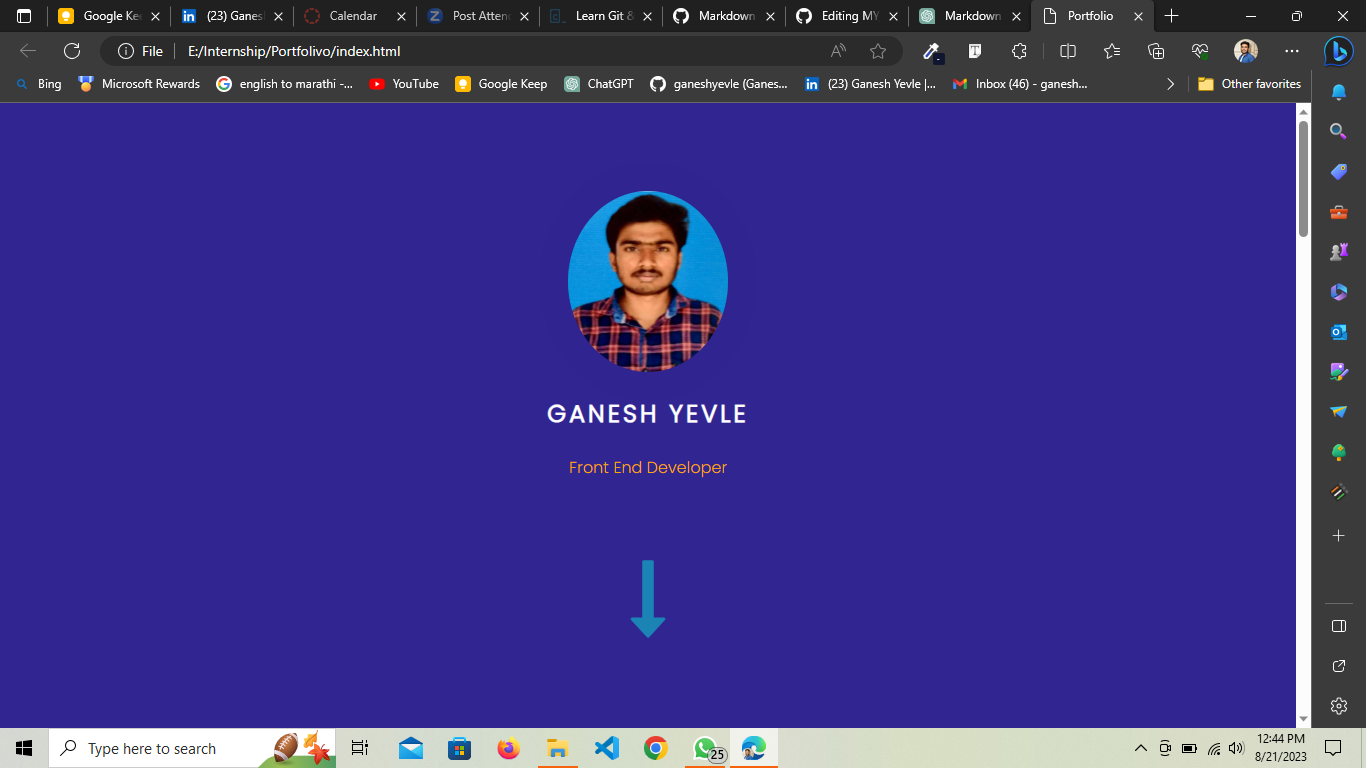 Google Kee
(23) Ganesh
Calendar
Post Atten
Learn Git &
Markdown
Editing MY
Markdown
Portfolio
File
E:/Internship/Portfolivo/index.html
Bing
Microsoft Rewards
english to marathi -...
YouTube
Google Keep
ChatGPT
ganeshyevle (Ganes...
(23) Ganesh Yevle |...
Inbox (46) - ganesh...
Other favorites
GANESH YEVLE
Front End Developer
Type here to search
25
12:44 PM
8/21/2023